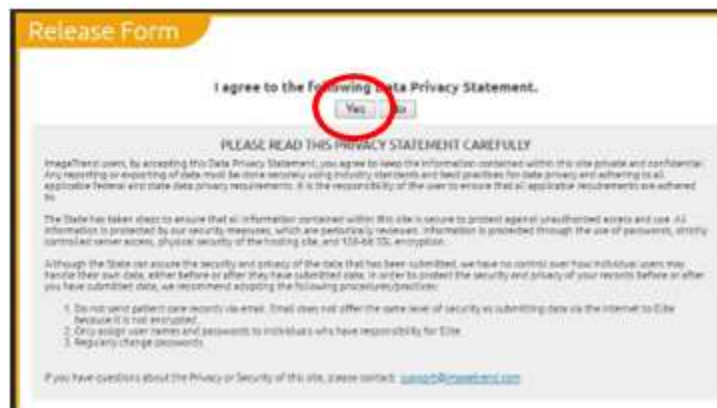 Release Form
I agree to the following Data Privacy Statement.
Yes No
PLEASE READ THIS PRIVACY STATEMENT CAREFULLY
ImageTrend users, by accepting this Data Privacy Statement, you agree to keep the information contained within this site private and confidential.
Any reporting or exporting of data must be done securely using industry standards and best practices for data privacy and adhering to all
applicable federal and state data privacy requirements. It is the responsibility of the user to ensure that all applicable requirements are adhered
to.
The State has taken steps to ensure that all information contained within this site is secure to protect against unauthorized access and use. All
information is protected by our security measures, which are periodically reviewed. Information is protected through the use of passwords, strictly
controlled server access, physical security of the hosting site, and 128-bit SSL encryption.
Although the State can assure the security and privacy of the data that has been submitted, we have no control over how individual users may
handle their own data, either before or after they have submitted data. In order to protect the security and privacy of your records before or after
you have submitted data, we recommend adopting the following procedures/practices:
1. Do not send patient care records via email. Email does not offer the same level of security as submitting data via the internet to Elite
because it is not encrypted
2. Only assign user names and passwords to individuals who have responsibility for Elite
3. Regularly change passwords
If you have questions about the Privacy or Security of this site, please contact: support@imagetrend.com